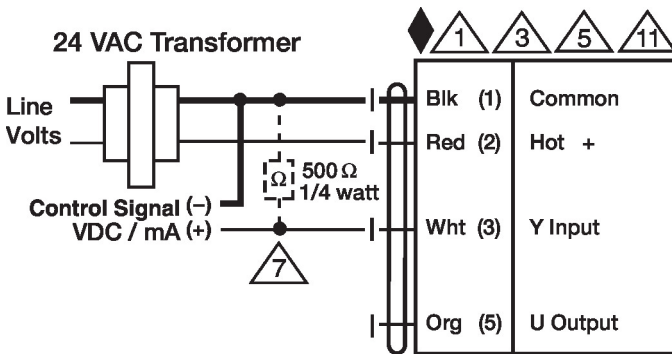 24 VAC Transformer
1 3 5 11
Line
Volts
Blk (1) Common
Red (2) Hot +
Ω 500 Ω
1/4 watt
Control Signal (–)
VDC / mA (+)
Wht (3) Y Input
7
Org (5) U Output